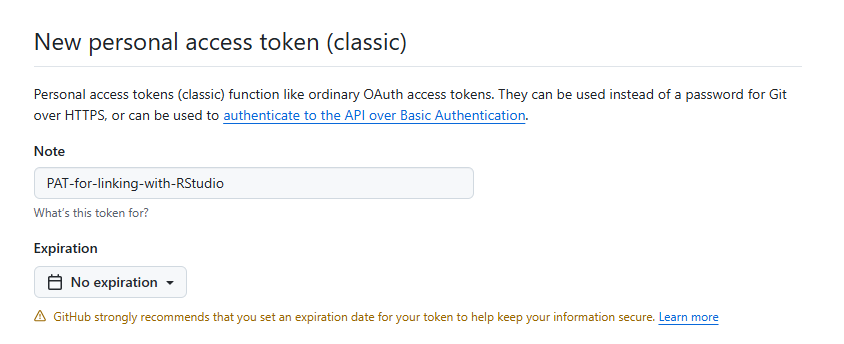 New personal access token (classic)
Personal access tokens (classic) function like ordinary OAuth access tokens. They can be used instead of a password for Git
over HTTPS, or can be used to authenticate to the API over Basic Authentication.
Note
PAT-for-linking-with-RStudio
What's this token for?
Expiration
No expiration
GitHub strongly recommends that you set an expiration date for your token to help keep your information secure. Learn more